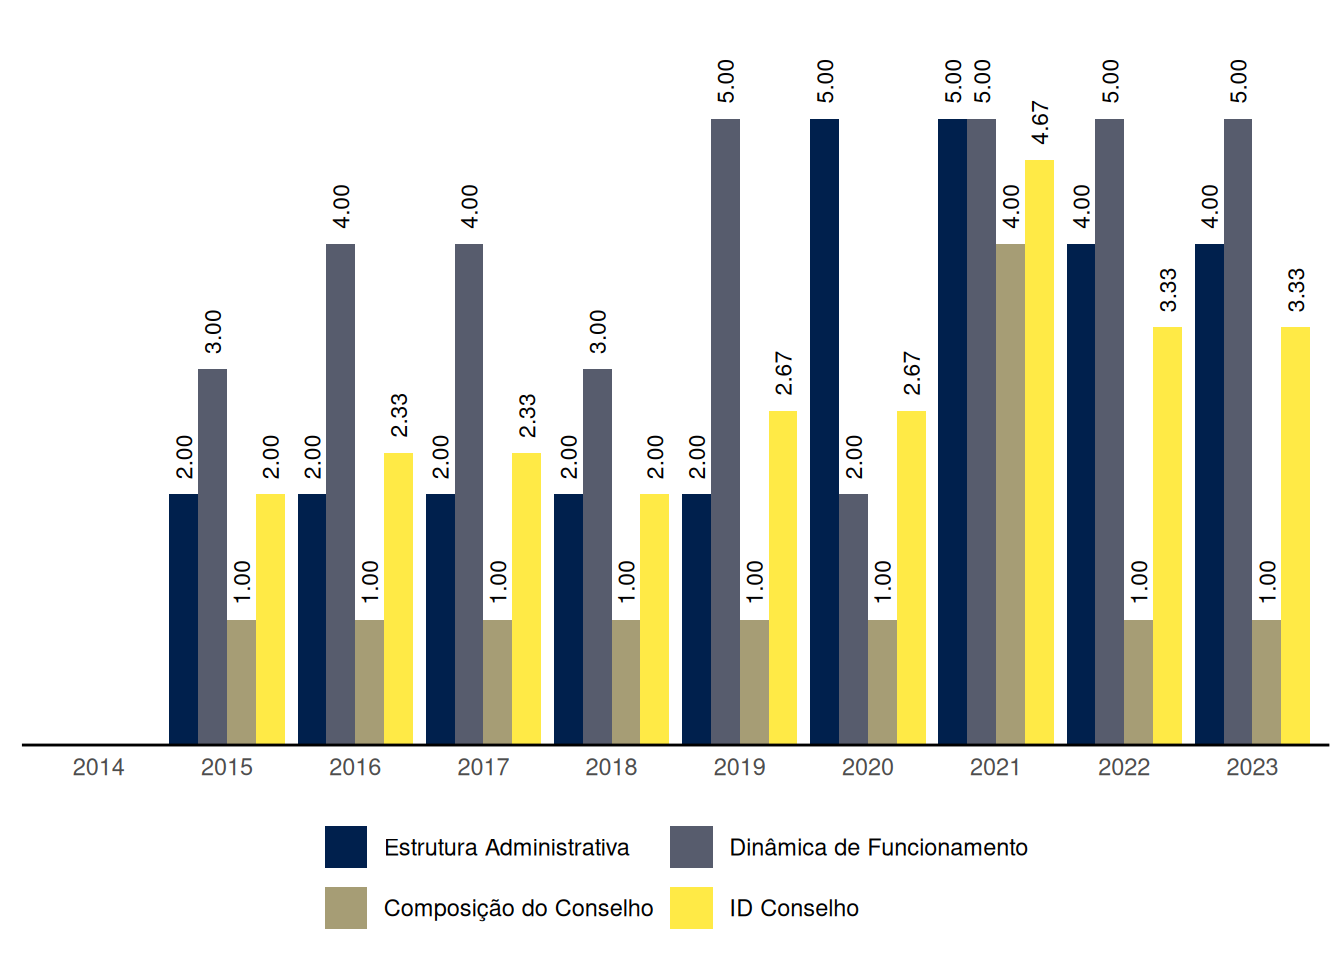 2.00 3.00 1.00 2.00
2.00 4.00 1.00 2.33
2.00 4.00 1.00 2.33
2.00 3.00 1.00 2.00
2.00 5.00 1.00 2.67
5.00 2.00 1.00 2.67
5.00 5.00 4.00 4.67
4.00 5.00 1.00 3.33
4.00 5.00 1.00 3.33
2014 2015 2016 2017 2018 2019 2020 2021 2022 2023
Estrutura Administrativa Dinâmica de Funcionamento
Composição do Conselho ID Conselho